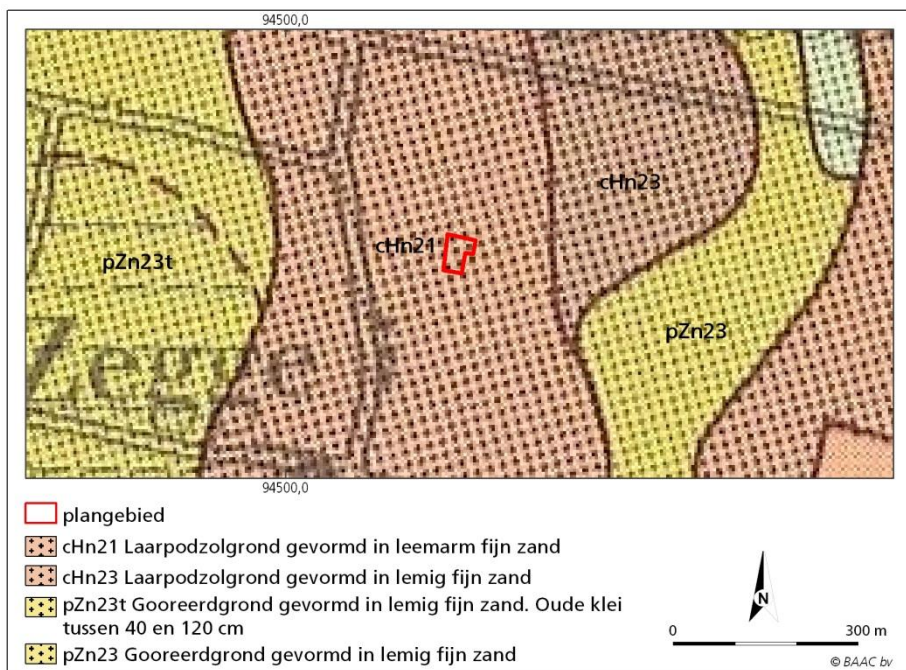 94500,0
cHn23
cHn21
pZn23t
pZn23
Zegge
94500,0
plangebied
cHn21 Laarpodzolgrond gevormd in leemarm fijn zand
cHn23 Laarpodzolgrond gevormd in lemig fijn zand
pZn23t Gooreerdgrond gevormd in lemig fijn zand. Oude klei
tussen 40 en 120 cm
pZn23 Gooreerdgrond gevormd in lemig fijn zand
N
0 300 m
© BAAC bv